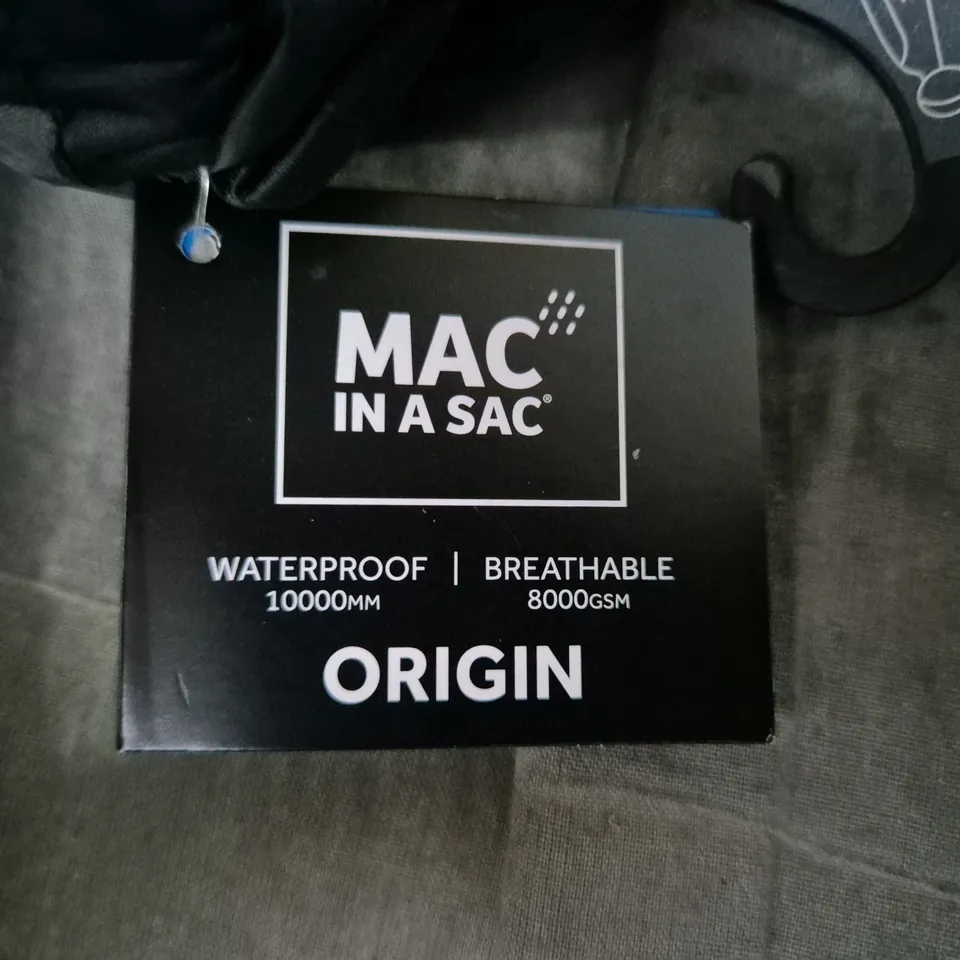 MAC
IN A SAC®
WATERPROOF | BREATHABLE
10000MM 8000GSM
ORIGIN